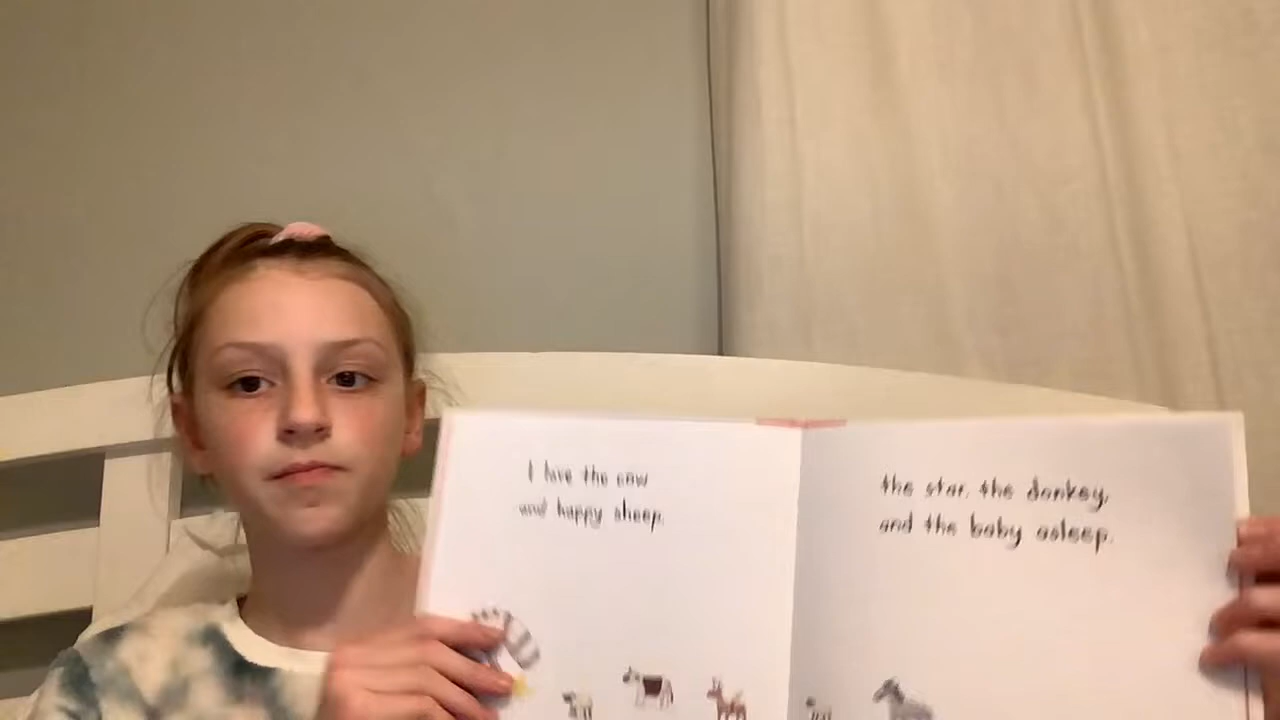 I love the cow
and happy sheep,
the star, the donkey,
and the baby asleep.